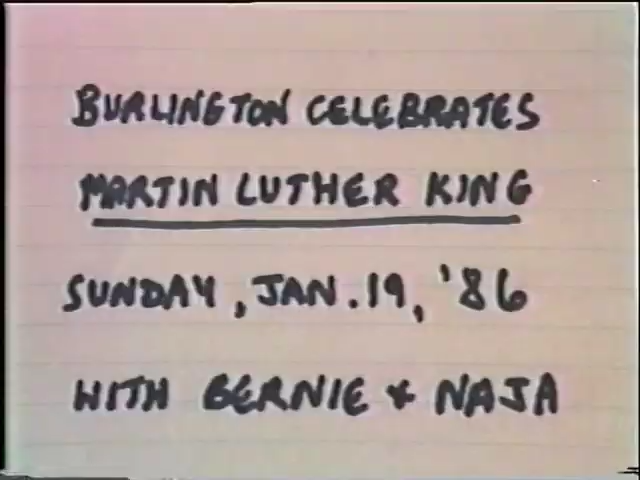 BURLINGTON CELEBRATES
MARTIN LUTHER KING
SUNDAY, JAN. 19, '86
WITH BERNIE & NAJA